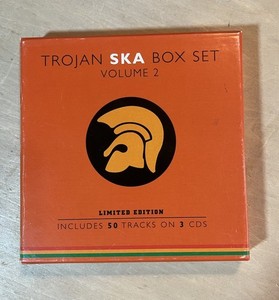 TROJAN SKA BOX SET
VOLUME 2
LIMITED EDITION
INCLUDES 50 TRACKS ON 3 CDS